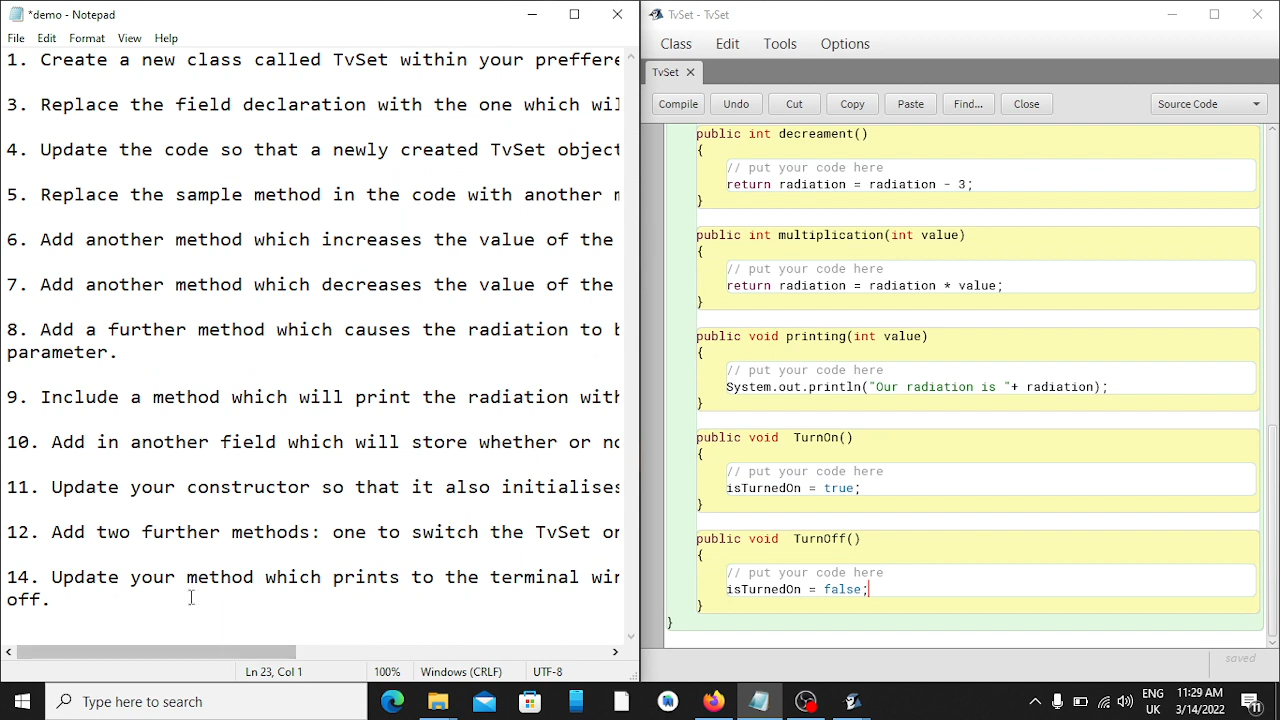 *demo - Notepad
File Edit Format View Help
1. Create a new class called TvSet within your preffere
3. Replace the field declaration with the one which wil
4. Update the code so that a newly created TvSet object
5. Replace the sample method in the code with another m
6. Add another method which increases the value of the
7. Add another method which decreases the value of the
8. Add a further method which causes the radiation to b
parameter.
9. Include a method which will print the radiation with
10. Add in another field which will store whether or no
11. Update your constructor so that it also initialises
12. Add two further methods: one to switch the TvSet or
14. Update your method which prints to the terminal wir
off.
Ln 23, Col 1 100% Windows (CRLF) UTF-8
TvSet - TvSet
Class Edit Tools Options
TvSet
Compile Undo Cut Copy Paste Find... Close Source Code
public int decreament()
{
// put your code here
return radiation = radiation - 3;
}
public int multiplication(int value)
{
// put your code here
return radiation = radiation * value;
}
public void printing(int value)
{
// put your code here
System.out.println("Our radiation is "+ radiation);
}
public void TurnOn()
{
// put your code here
isTurnedOn = true;
}
public void TurnOff()
{
// put your code here
isTurnedOn = false;
}
}
saved
Type here to search
ENG
UK
11:29 AM
3/14/2022
11